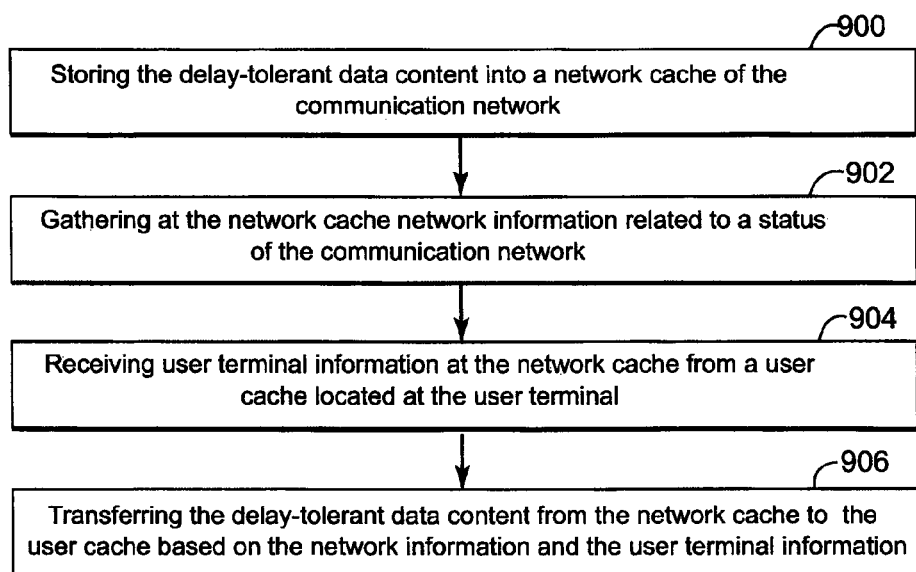 900
Storing the delay-tolerant data content into a network cache of the
communication network
902
Gathering at the network cache network information related to a status
of the communication network
904
Receiving user terminal information at the network cache from a user
cache located at the user terminal
906
Transferring the delay-tolerant data content from the network cache to the
user cache based on the network information and the user terminal information